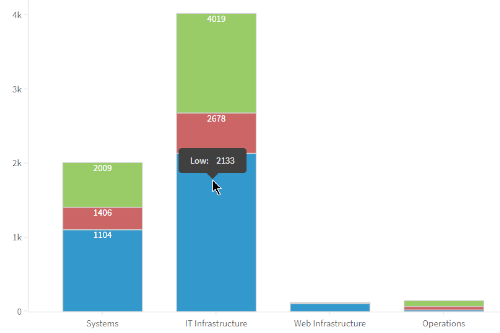 4k
4019
3k
2678
Low: 2133
2k
2009
1406
1104
1k
0
Systems
IT Infrastructure
Web Infrastructure
Operations